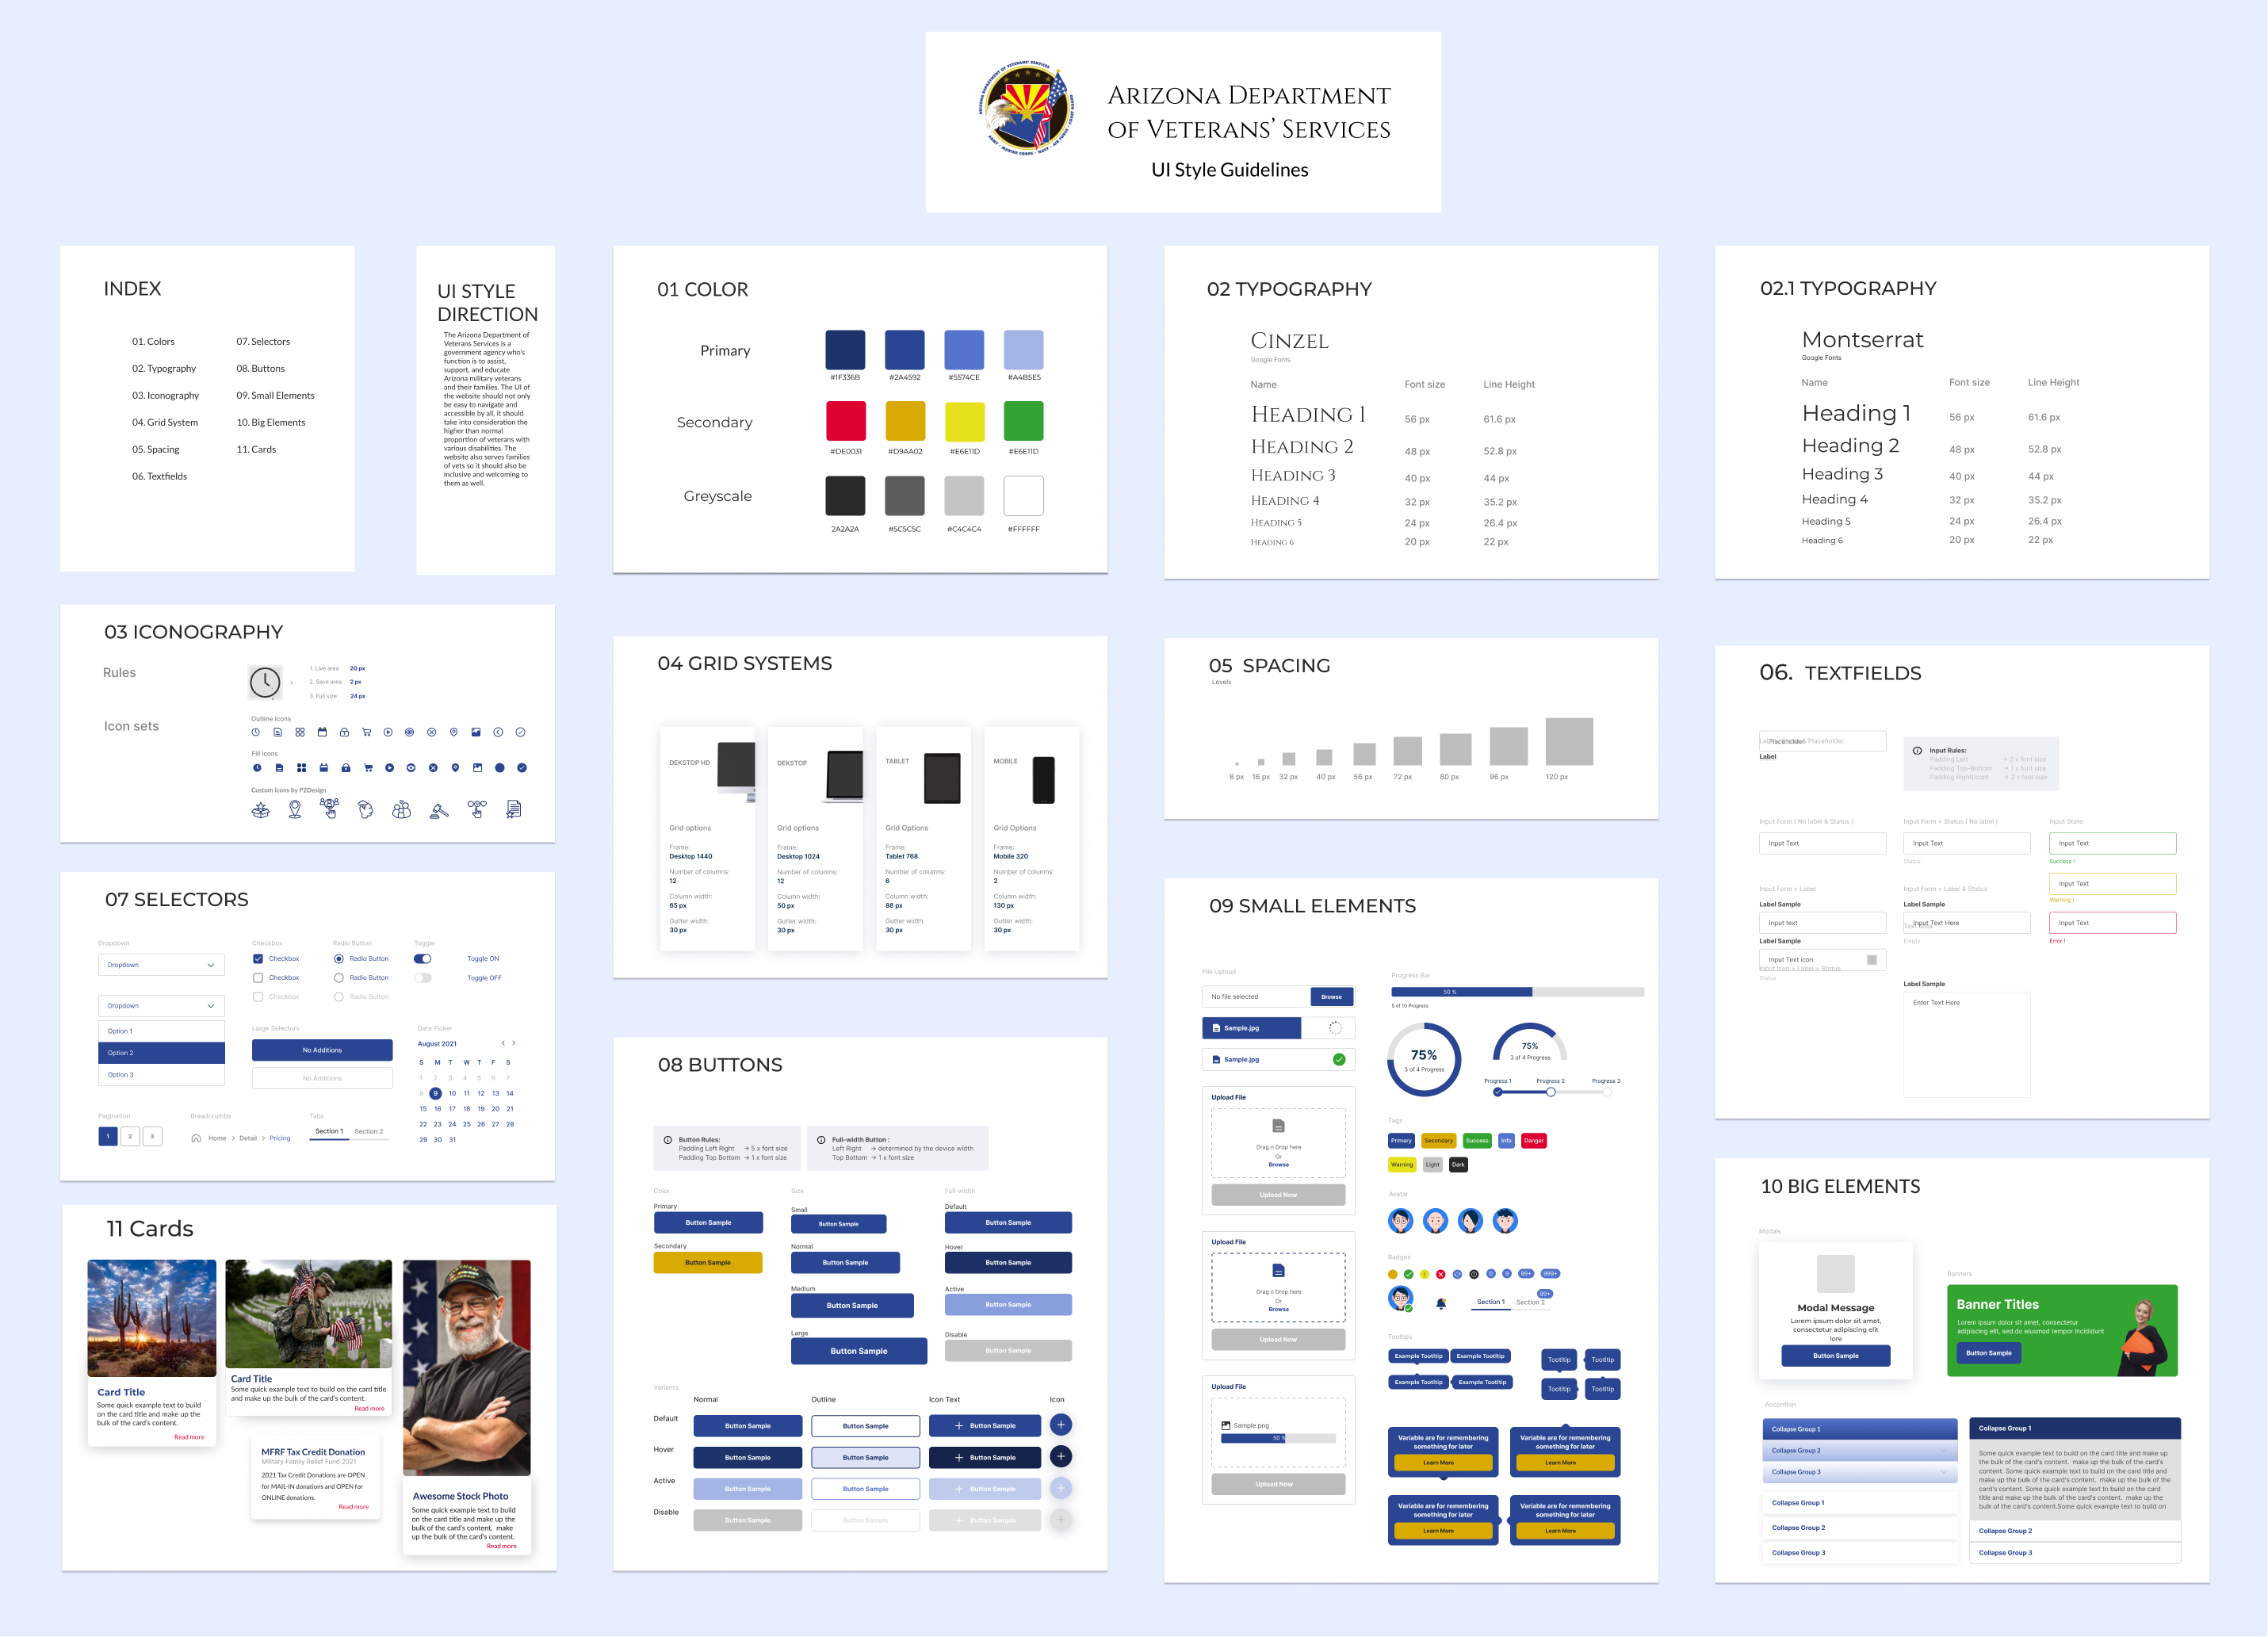 ARIZONA DEPARTMENT OF VETERANS' SERVICES
ARMY · MARINE CORPS · NAVY · AIR FORCE · COAST GUARD
ARIZONA DEPARTMENT
OF VETERANS’ SERVICES
UI Style Guidelines
INDEX
01. Colors
02. Typography
03. Iconography
04. Grid System
05. Spacing
06. Textfields
07. Selectors
08. Buttons
09. Small Elements
10. Big Elements
11. Cards
UI STYLE
DIRECTION
The Arizona Department of
Veterans Services is a
government agency who's
function is to assist,
support, and educate
Arizona military veterans
and their families. The UI of
the website should not only
be easy to navigate and
accessible by all, it should
take into consideration the
higher than normal
proportion of veterans with
various disabilities. The
website also serves families
of vets so it should also be
inclusive and welcoming to
them as well.
01 COLOR
Primary
#1F336B #2A4592 #5574CE #A4B5E5
Secondary
#DE0031 #D9AA02 #E6E11D #E6E11D
Greyscale
2A2A2A #5C5C5C #C4C4C4 #FFFFFF
02 TYPOGRAPHY
CINZEL
Google Fonts
Name Font size Line Height
HEADING 1 56 px 61.6 px
HEADING 2 48 px 52.8 px
HEADING 3 40 px 44 px
HEADING 4 32 px 35.2 px
HEADING 5 24 px 26.4 px
HEADING 6 20 px 22 px
02.1 TYPOGRAPHY
Montserrat
Google Fonts
Name Font size Line Height
Heading 1 56 px 61.6 px
Heading 2 48 px 52.8 px
Heading 3 40 px 44 px
Heading 4 32 px 35.2 px
Heading 5 24 px 26.4 px
Heading 6 20 px 22 px
03 ICONOGRAPHY
Rules
1. Live area 20 px
2. Save area 2 px
3. Full size 24 px
Icon sets
Outline Icons
Fill Icons
Custom Icons by P2Design
04 GRID SYSTEMS
DEKSTOP HD
Grid options
Frame:
Desktop 1440
Number of columns:
12
Column width:
65 px
Gutter width:
30 px
DEKSTOP
Grid options
Frame:
Desktop 1024
Number of columns:
12
Column width:
50 px
Gutter width:
30 px
TABLET
Grid Options
Frame:
Tablet 768
Number of columns:
6
Column width:
88 px
Gutter width:
30 px
MOBILE
Grid Options
Frame:
Mobile 320
Number of columns:
2
Column width:
130 px
Gutter width:
30 px
05 SPACING
Levels
8 px 16 px 32 px 40 px 56 px 72 px 80 px 96 px 120 px
06. TEXTFIELDS
Placeholder
& Placeholder
Label
Input Rules:
Padding Left → 2 x font size
Padding Top-Bottom → 1 x font size
Padding Right(icon) → 2 x font size
Input Form ( No label & Status )
Input Text
Input Form + Status ( No label )
Input Text
Status
Input State
Input Text
Success !
Input Text
Warning !
Input Text
Error !
Input Form + Label
Label Sample
Input text
Label Sample
Input Text icon
Input Icon + Label + Status
Status
Input Form + Label & Status
Label Sample
Input Text Here
Text Area
Empty
Label Sample
Enter Text Here
07 SELECTORS
Dropdown
Dropdown
Dropdown
Option 1
Option 2
Option 3
Checkbox
Checkbox
Checkbox
Checkbox
Radio Button
Radio Button
Radio Button
Radio Button
Toggle
Toggle ON
Toggle OFF
Large Selectors
No Additions
No Additions
Date Picker
August 2021
S M T W T F S
1 2 3 4 5 6 7
8 9 10 11 12 13 14
15 16 17 18 19 20 21
22 23 24 25 26 27 28
29 30 31
Pagination
1 2 3
Breadcrumbs
Home > Detail > Pricing
Tabs
Section 1 Section 2
08 BUTTONS
Button Rules:
Padding Left Right → 5 x font size
Padding Top Bottom → 1 x font size
Full-width Button :
Left Right → determined by the device width
Top Bottom → 1 x font size
Color
Primary
Button Sample
Secondary
Button Sample
Size
Small
Button Sample
Normal
Button Sample
Medium
Button Sample
Large
Button Sample
Full-width
Default
Button Sample
Hover
Button Sample
Active
Button Sample
Disable
Button Sample
Variants
Normal Outline Icon Text Icon
Default Button Sample Button Sample Button Sample
Hover Button Sample Button Sample Button Sample
Active Button Sample Button Sample Button Sample
Disable Button Sample Button Sample Button Sample
09 SMALL ELEMENTS
File Upload
No file selected Browse
Sample.jpg
Sample.jpg
Upload File
Drag n Drop here
Or
Browse
Upload Now
Upload File
Drag n Drop here
Or
Browse
Upload Now
Upload File
Sample.png
50 %
Upload Now
Progress Bar
50 %
5 of 10 Progress
75%
3 of 4 Progress
75%
3 of 4 Progress
Progress 1 Progress 2 Progress 3
Tags
Primary Secondary Success Info Danger
Warning Light Dark
Avatar
Badges
0 9 99+ 999+
Section 1 Section 2 99+
Tooltips
Example Tootltip Example Tootltip
Example Tootltip Example Tootltip
Tootltip Tootltip
Tootltip Tootltip
Variable are for remembering
something for later
Learn More
Variable are for remembering
something for later
Learn More
Variable are for remembering
something for later
Learn More
Variable are for remembering
something for later
Learn More
10 BIG ELEMENTS
Modals
Modal Message
Lorem ipsum dolor sit amet,
consectetur adipiscing elit
lore
Button Sample
Banners
Banner Titles
Lorem ipsum dolor sit amet, consectetur
adipiscing elit, sed do eiusmod tempor incididunt
Button Sample
Accordion
Collapse Group 1
Collapse Group 2
Collapse Group 3
Collapse Group 1
Collapse Group 2
Collapse Group 3
Collapse Group 1
Some quick example text to build on the card title and make up
the bulk of the card's content. make up the bulk of the card's
content. Some quick example text to build on the card title and
make up the bulk of the card's content. make up the bulk of the
card's content. Some quick example text to build on the card
title and make up the bulk of the card's content. make up the
bulk of the card's content.Some quick example text to build on
Collapse Group 2
Collapse Group 3
11 Cards
Card Title
Some quick example text to build
on the card title and make up the
bulk of the card's content.
Read more
Card Title
Some quick example text to build on the card title
and make up the bulk of the card's content.
Read more
MFRF Tax Credit Donation
Military Family Relief Fund 2021
2021 Tax Credit Donations are OPEN
for MAIL-IN donations and OPEN for
ONLINE donations.
Read more
Awesome Stock Photo
Some quick example text to build
on the card title and make up the
bulk of the card's content. make
up the bulk of the card's content.
Read more